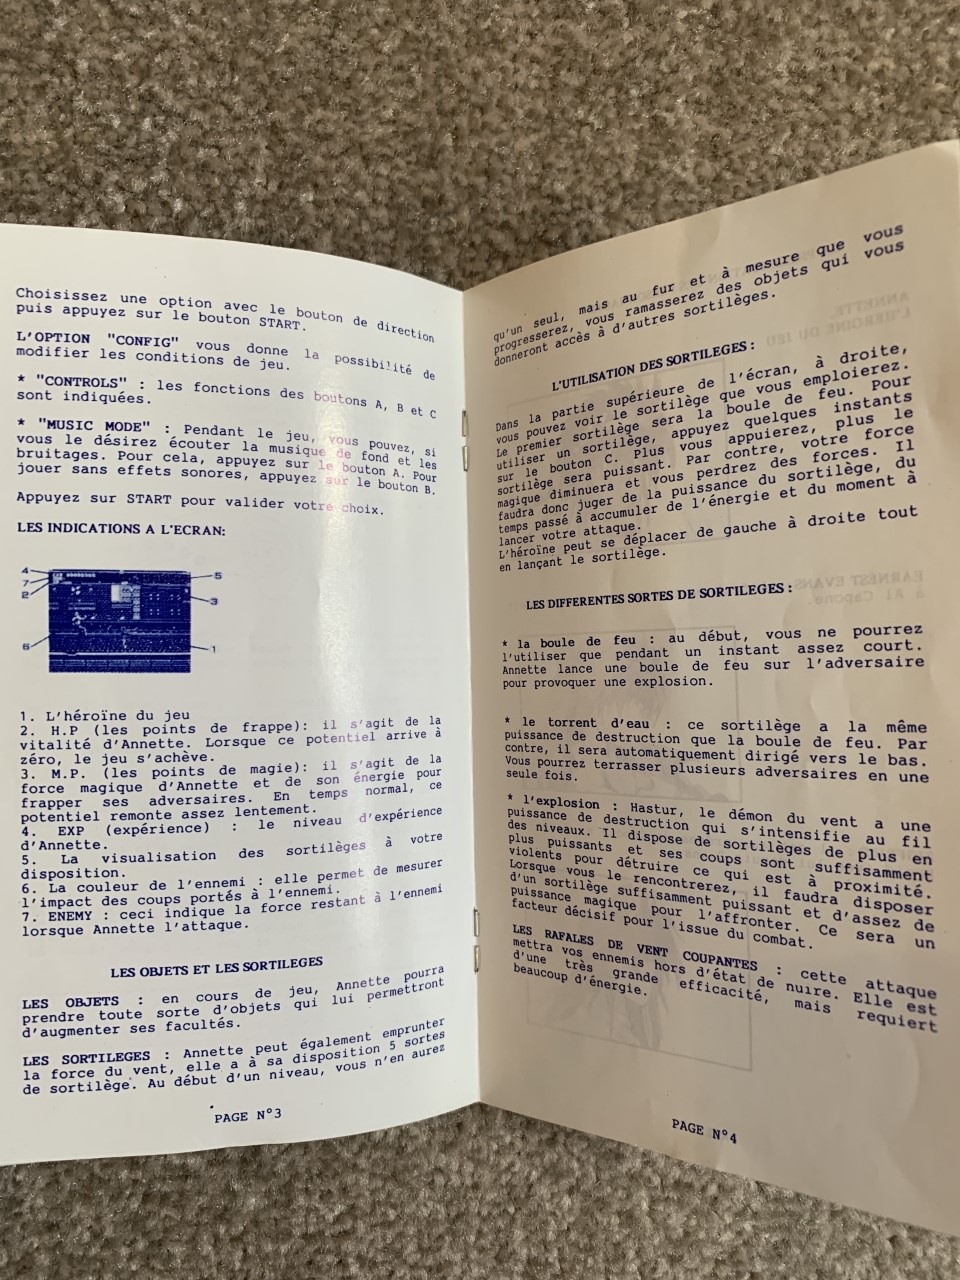 Choisissez une option avec le bouton de direction
puis appuyez sur le bouton START.
L'OPTION "CONFIG" vous donne la possibilité de
modifier les conditions de jeu.
* "CONTROLS" : les fonctions des boutons A, B et C
sont indiquées.
* "MUSIC MODE" : Pendant le jeu, vous pouvez, si
vous le désirez écouter la musique de fond et les
bruitages. Pour cela, appuyez sur le bouton A. Pour
jouer sans effets sonores, appuyez sur le bouton B.
Appuyez sur START pour valider votre choix.
LES INDICATIONS A L'ECRAN:
4
7
2
6
5
3
1
1. L'héroïne du jeu
2. H.P (les points de frappe): il s'agit de la
vitalité d'Annette. Lorsque ce potentiel arrive à
zéro, le jeu s'achève.
3. M.P. (les points de magie): il s'agit de la
force magique d'Annette et de son énergie pour
frapper ses adversaires. En temps normal, ce
potentiel remonte assez lentement.
4. EXP (expérience) : le niveau d'expérience
d'Annette.
5. La visualisation des sortilèges à votre
disposition.
6. La couleur de l'ennemi : elle permet de mesurer
l'impact des coups portés à l'ennemi.
7. ENEMY : ceci indique la force restant à l'ennemi
lorsque Annette l'attaque.
LES OBJETS ET LES SORTILEGES
LES OBJETS : en cours de jeu, Annette pourra
prendre toute sorte d'objets qui lui permettront
d'augmenter ses facultés.
LES SORTILEGES : Annette peut également emprunter
la force du vent, elle a à sa disposition 5 sortes
de sortilège. Au début d'un niveau, vous n'en aurez
PAGE N°3
qu'un seul, mais au fur et à mesure que vous
progresserez, vous ramasserez des objets qui vous
donneront accès à d'autres sortilèges.
L'UTILISATION DES SORTILEGES :
Dans la partie supérieure de l'écran, à droite,
vous pouvez voir le sortilège que vous emploierez.
Le premier sortilège sera la boule de feu. Pour
utiliser un sortilège, appuyez quelques instants
sur le bouton C. Plus vous appuierez, plus le
sortilège sera puissant. Par contre, votre force
magique diminuera et vous perdrez des forces. Il
faudra donc juger de la puissance du sortilège, du
temps passé à accumuler de l'énergie et du moment à
lancer votre attaque.
L'héroïne peut se déplacer de gauche à droite tout
en lançant le sortilège.
LES DIFFERENTES SORTES DE SORTILEGES :
* la boule de feu : au début, vous ne pourrez
l'utiliser que pendant un instant assez court.
Annette lance une boule de feu sur l'adversaire
pour provoquer une explosion.
* le torrent d'eau : ce sortilège a la même
puissance de destruction que la boule de feu. Par
contre, il sera automatiquement dirigé vers le bas.
Vous pourrez terrasser plusieurs adversaires en une
seule fois.
* l'explosion : Hastur, le démon du vent a une
puissance de destruction qui s'intensifie au fil
des niveaux. Il dispose de sortilèges de plus en
plus puissants et ses coups sont suffisamment
violents pour détruire ce qui est à proximité.
Lorsque vous le rencontrerez, il faudra disposer
d'un sortilège suffisamment puissant et d'assez de
puissance magique pour l'affronter. Ce sera un
facteur décisif pour l'issue du combat.
LES RAFALES DE VENT COUPANTES : cette attaque
mettra vos ennemis hors d'état de nuire. Elle est
d'une très grande efficacité, mais requiert
beaucoup d'énergie.
PAGE N°4